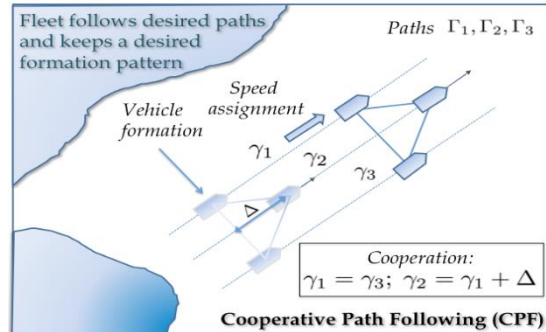 Fleet follows desired paths
and keeps a desired
formation pattern
Paths Γ₁, Γ₂, Γ₃
Speed
assignment
Vehicle
formation
γ₁
γ₂
γ₃
Δ
Cooperation:
γ₁ = γ₃; γ₂ = γ₁ + Δ
Cooperative Path Following (CPF)